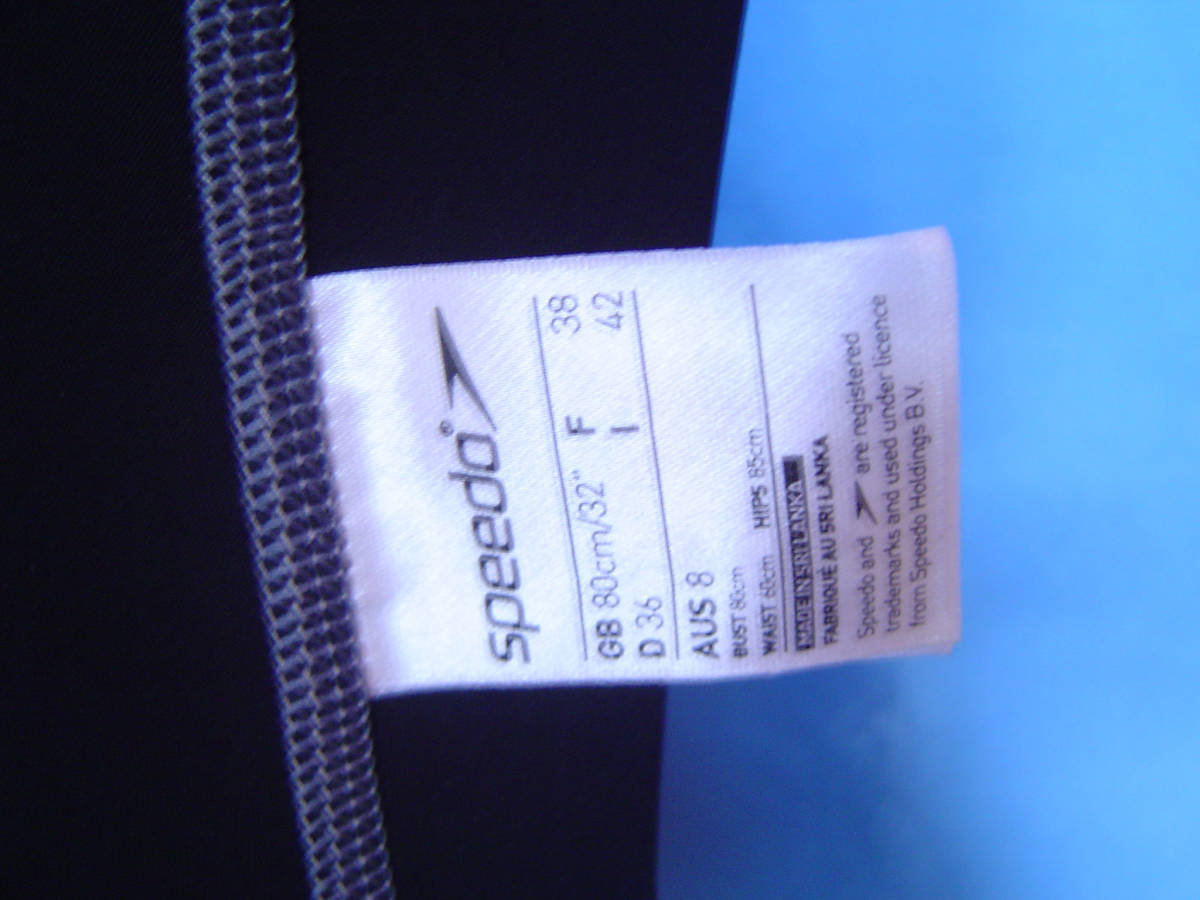 speedo®
GB 80cm/32" F 38
D 36 I 42
AUS 8
BUST 80cm
WAIST 60cm HIPS 85cm
MADE IN SRI LANKA
FABRIQUÉ AU SRI LANKA
Speedo and are registered
trademarks and used under licence
from Speedo Holdings B.V.